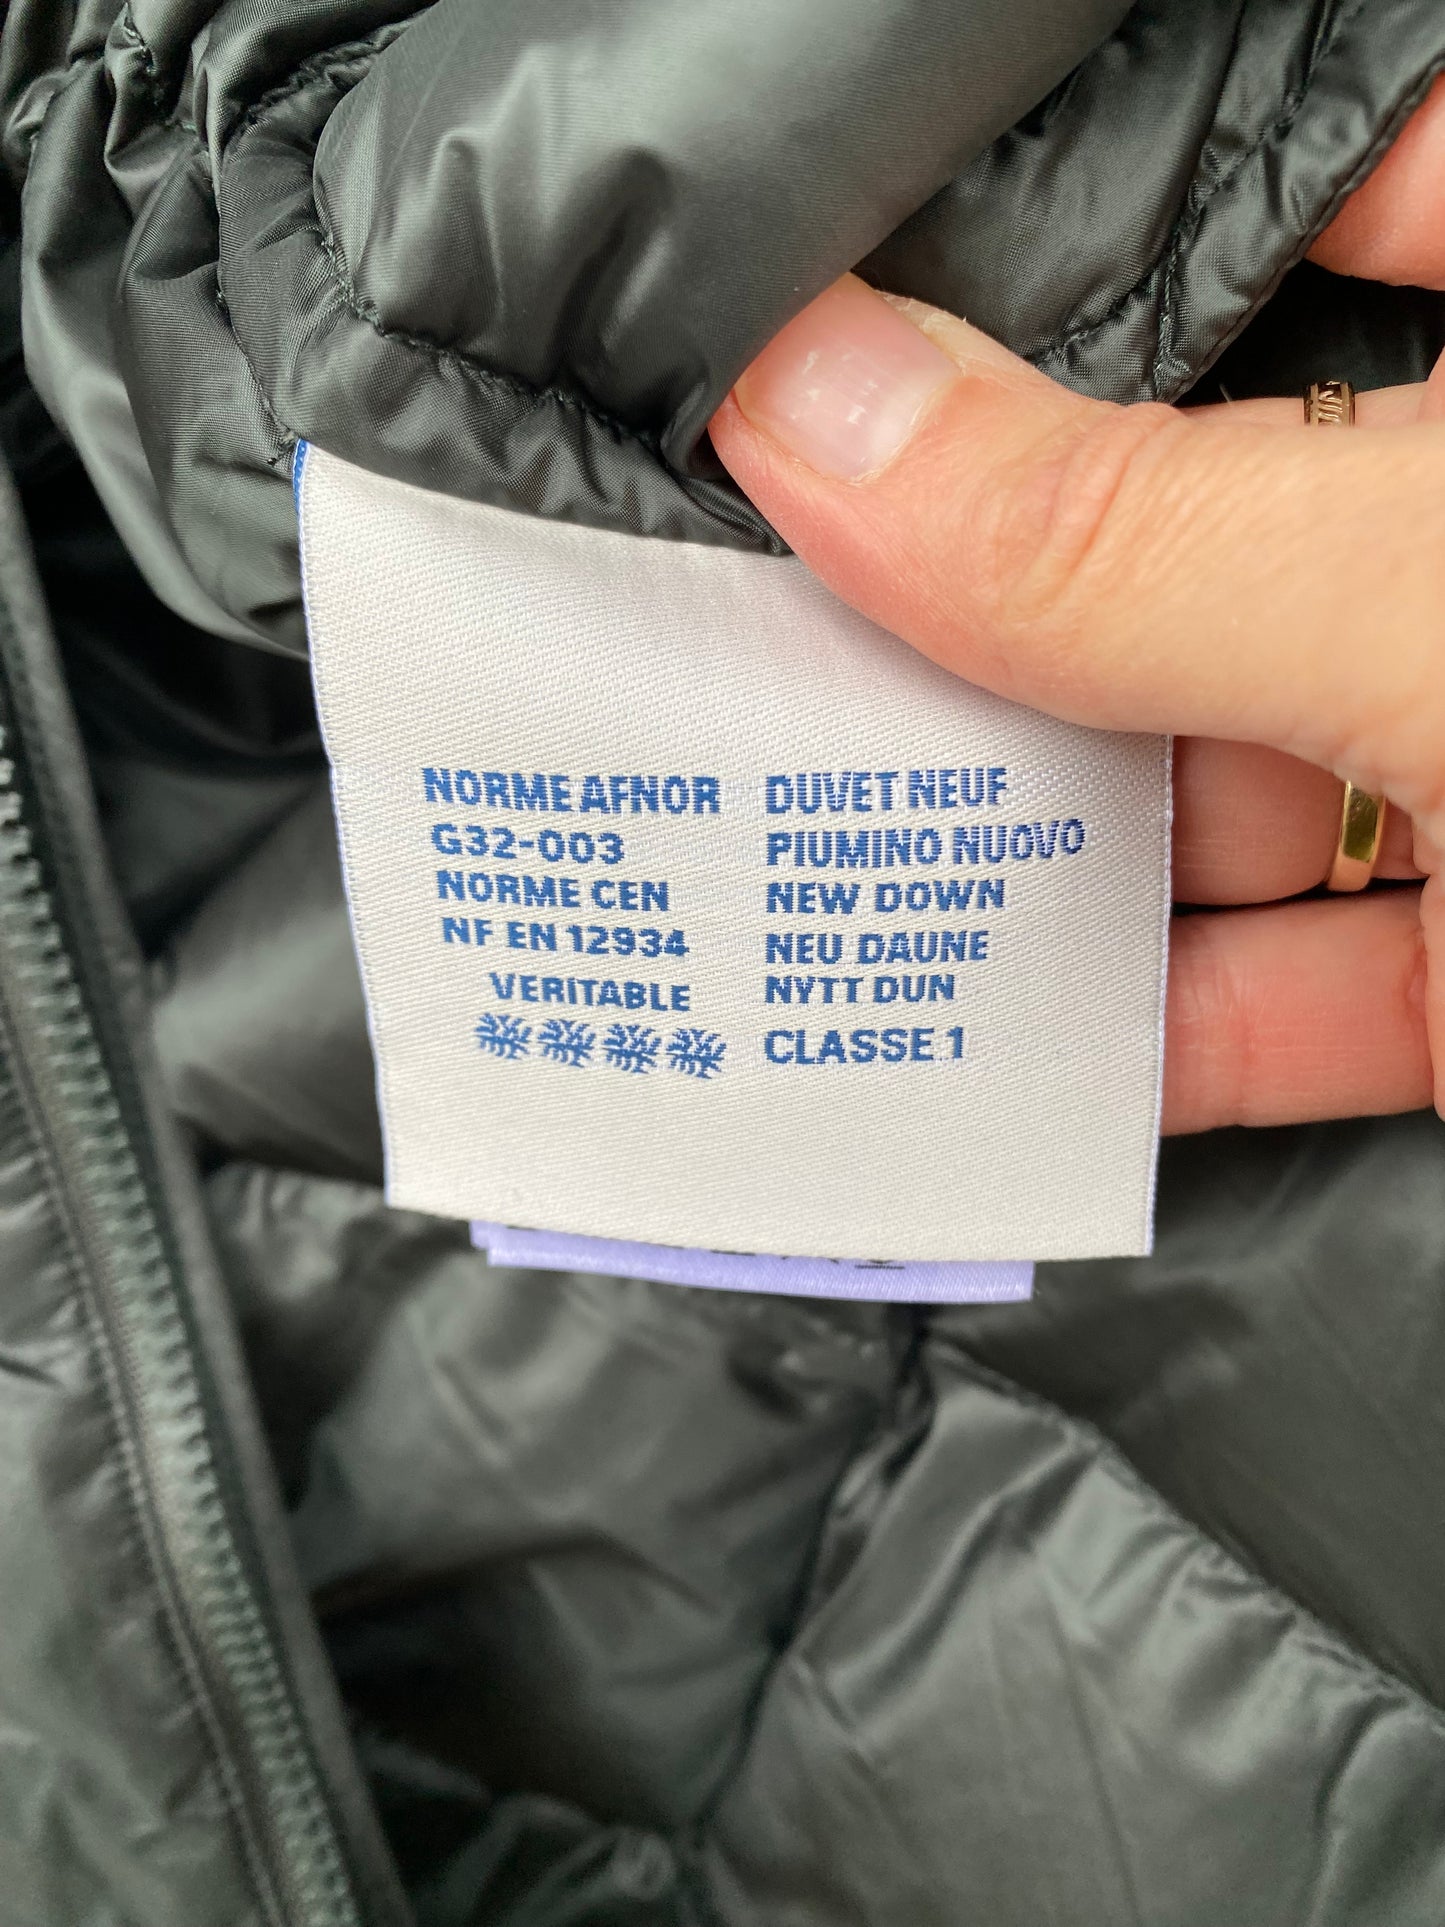 NORME AFNOR
G32-003
NORME CEN
NF EN 12934
VERITABLE
DUVET NEUF
PIUMINO NUOVO
NEW DOWN
NEU DAUNE
NYTT DUN
CLASSE 1